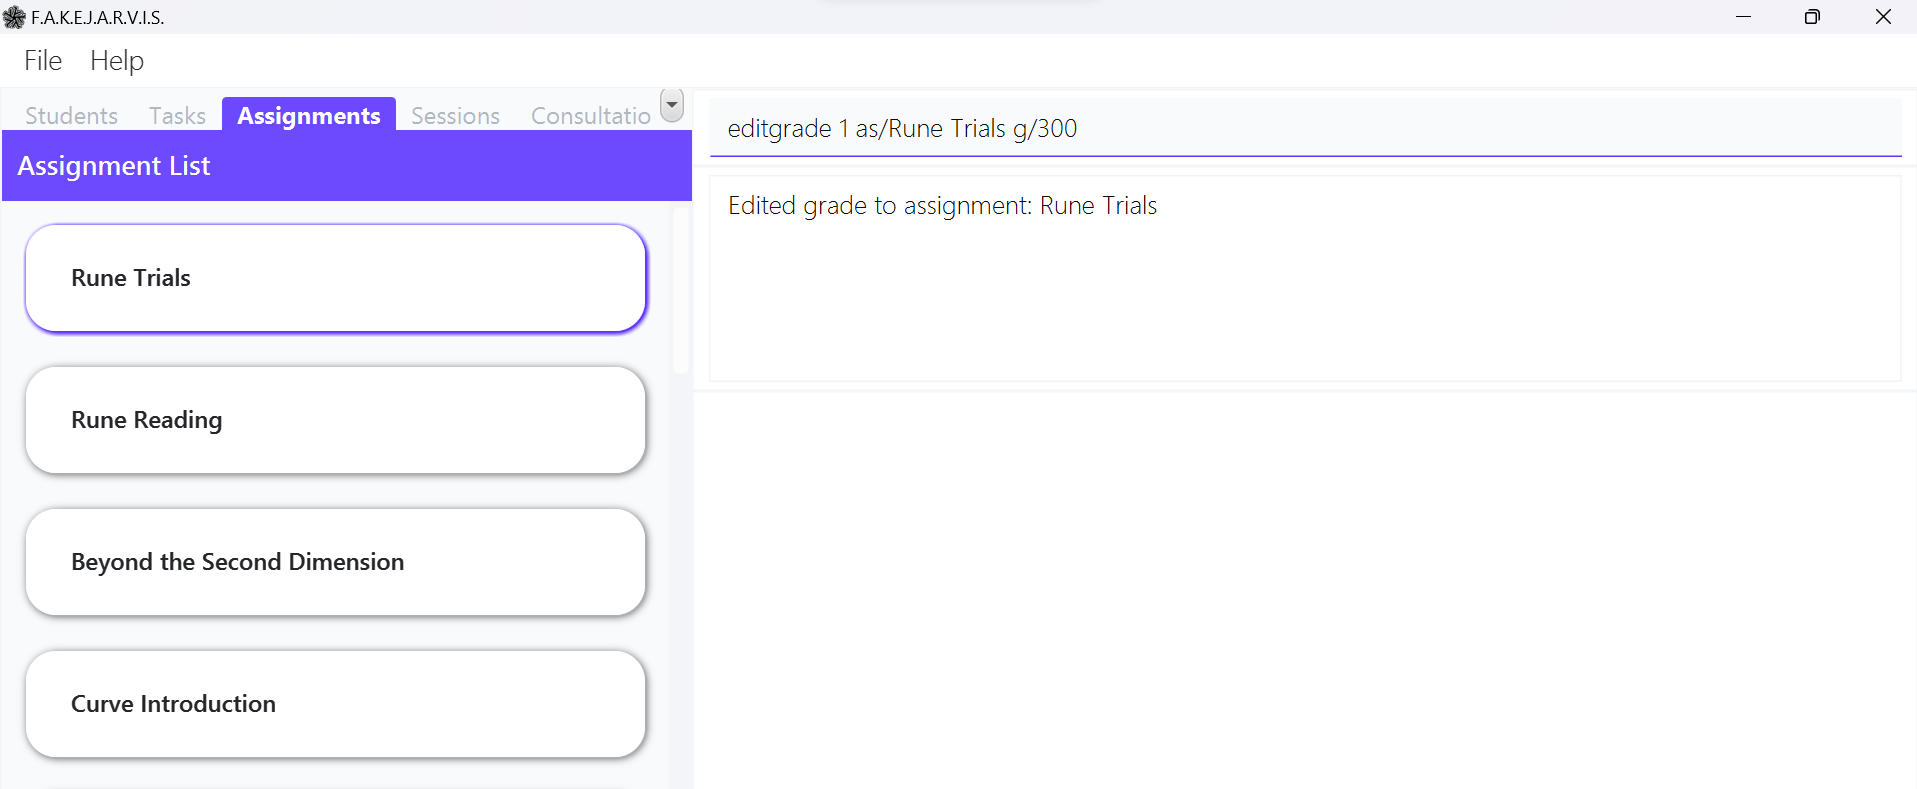 F.A.K.E.J.A.R.V.I.S.
File Help
Students Tasks Assignments Sessions Consultatio
Assignment List
Rune Trials
Rune Reading
Beyond the Second Dimension
Curve Introduction
editgrade 1 as/Rune Trials g/300
Edited grade to assignment: Rune Trials